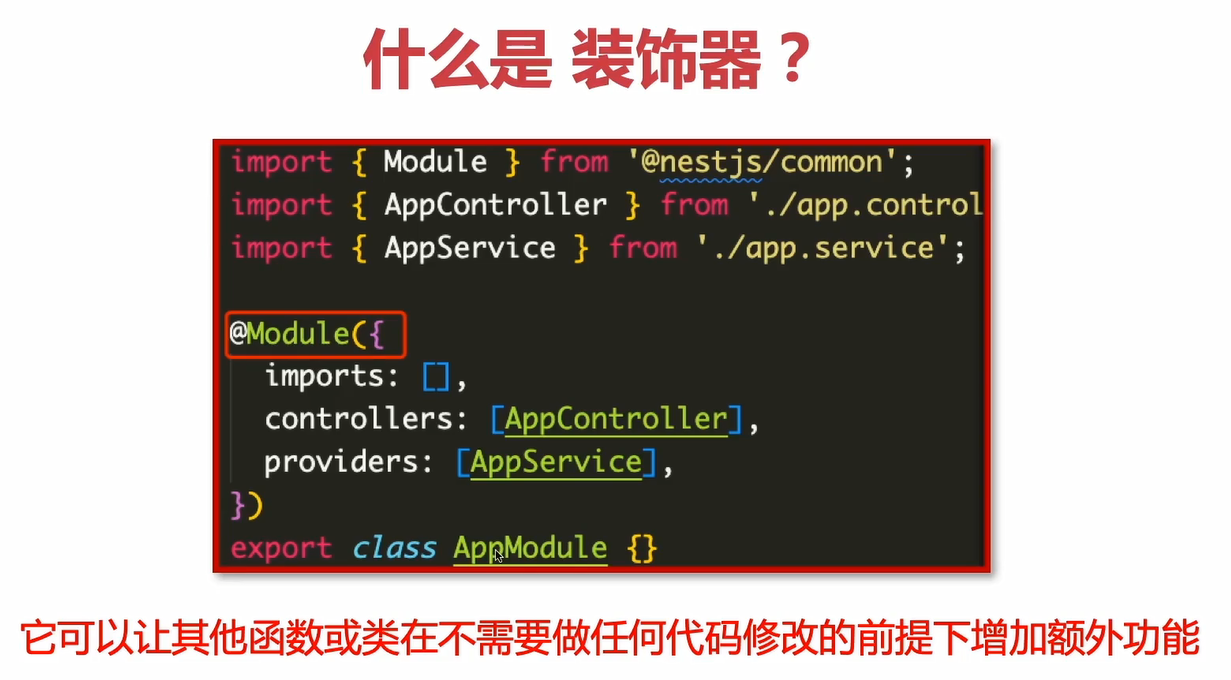 什么是 装饰器？
import { Module } from '@nestjs/common';
import { AppController } from './app.control
import { AppService } from './app.service';
@Module({
imports: [],
controllers: [AppController],
providers: [AppService],
})
export class AppModule {}
它可以让其他函数或类在不需要做任何代码修改的前提下增加额外功能